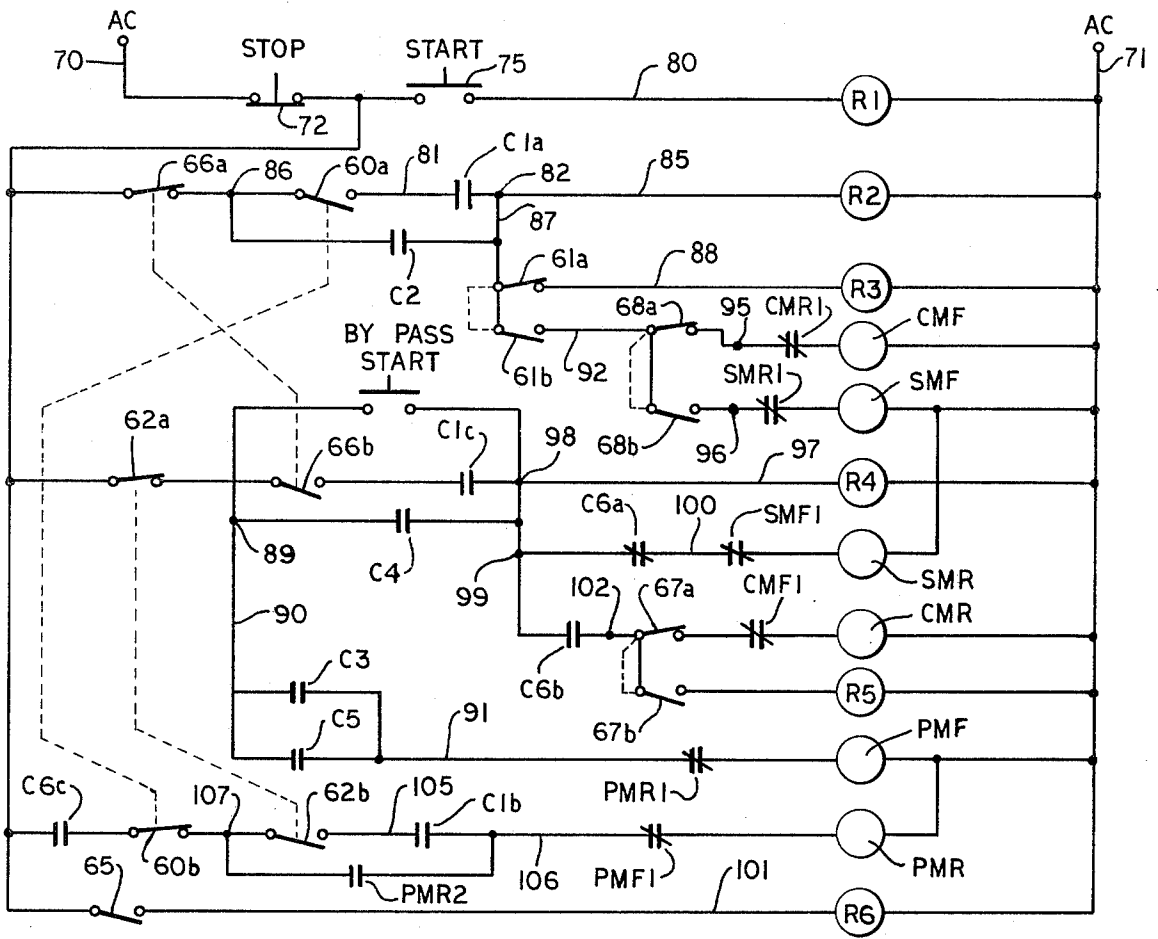 AC
AC
70
STOP
START
75
80
71
72
R1
66a
86
60a
81
C1a
82
85
R2
87
C2
61a
88
R3
68a
95
CMR1
CMF
BY PASS
START
61b
92
SMR1
SMF
62a
66b
C1c
98
68b
96
97
R4
C6a
100
SMF1
89
C4
99
SMR
102
67a
CMF1
CMR
90
C3
C6b
R5
C5
91
67b
PMF
C6c
107
62b
105
C1b
PMR1
60b
PMR2
106
PMF1
PMR
65
101
R6